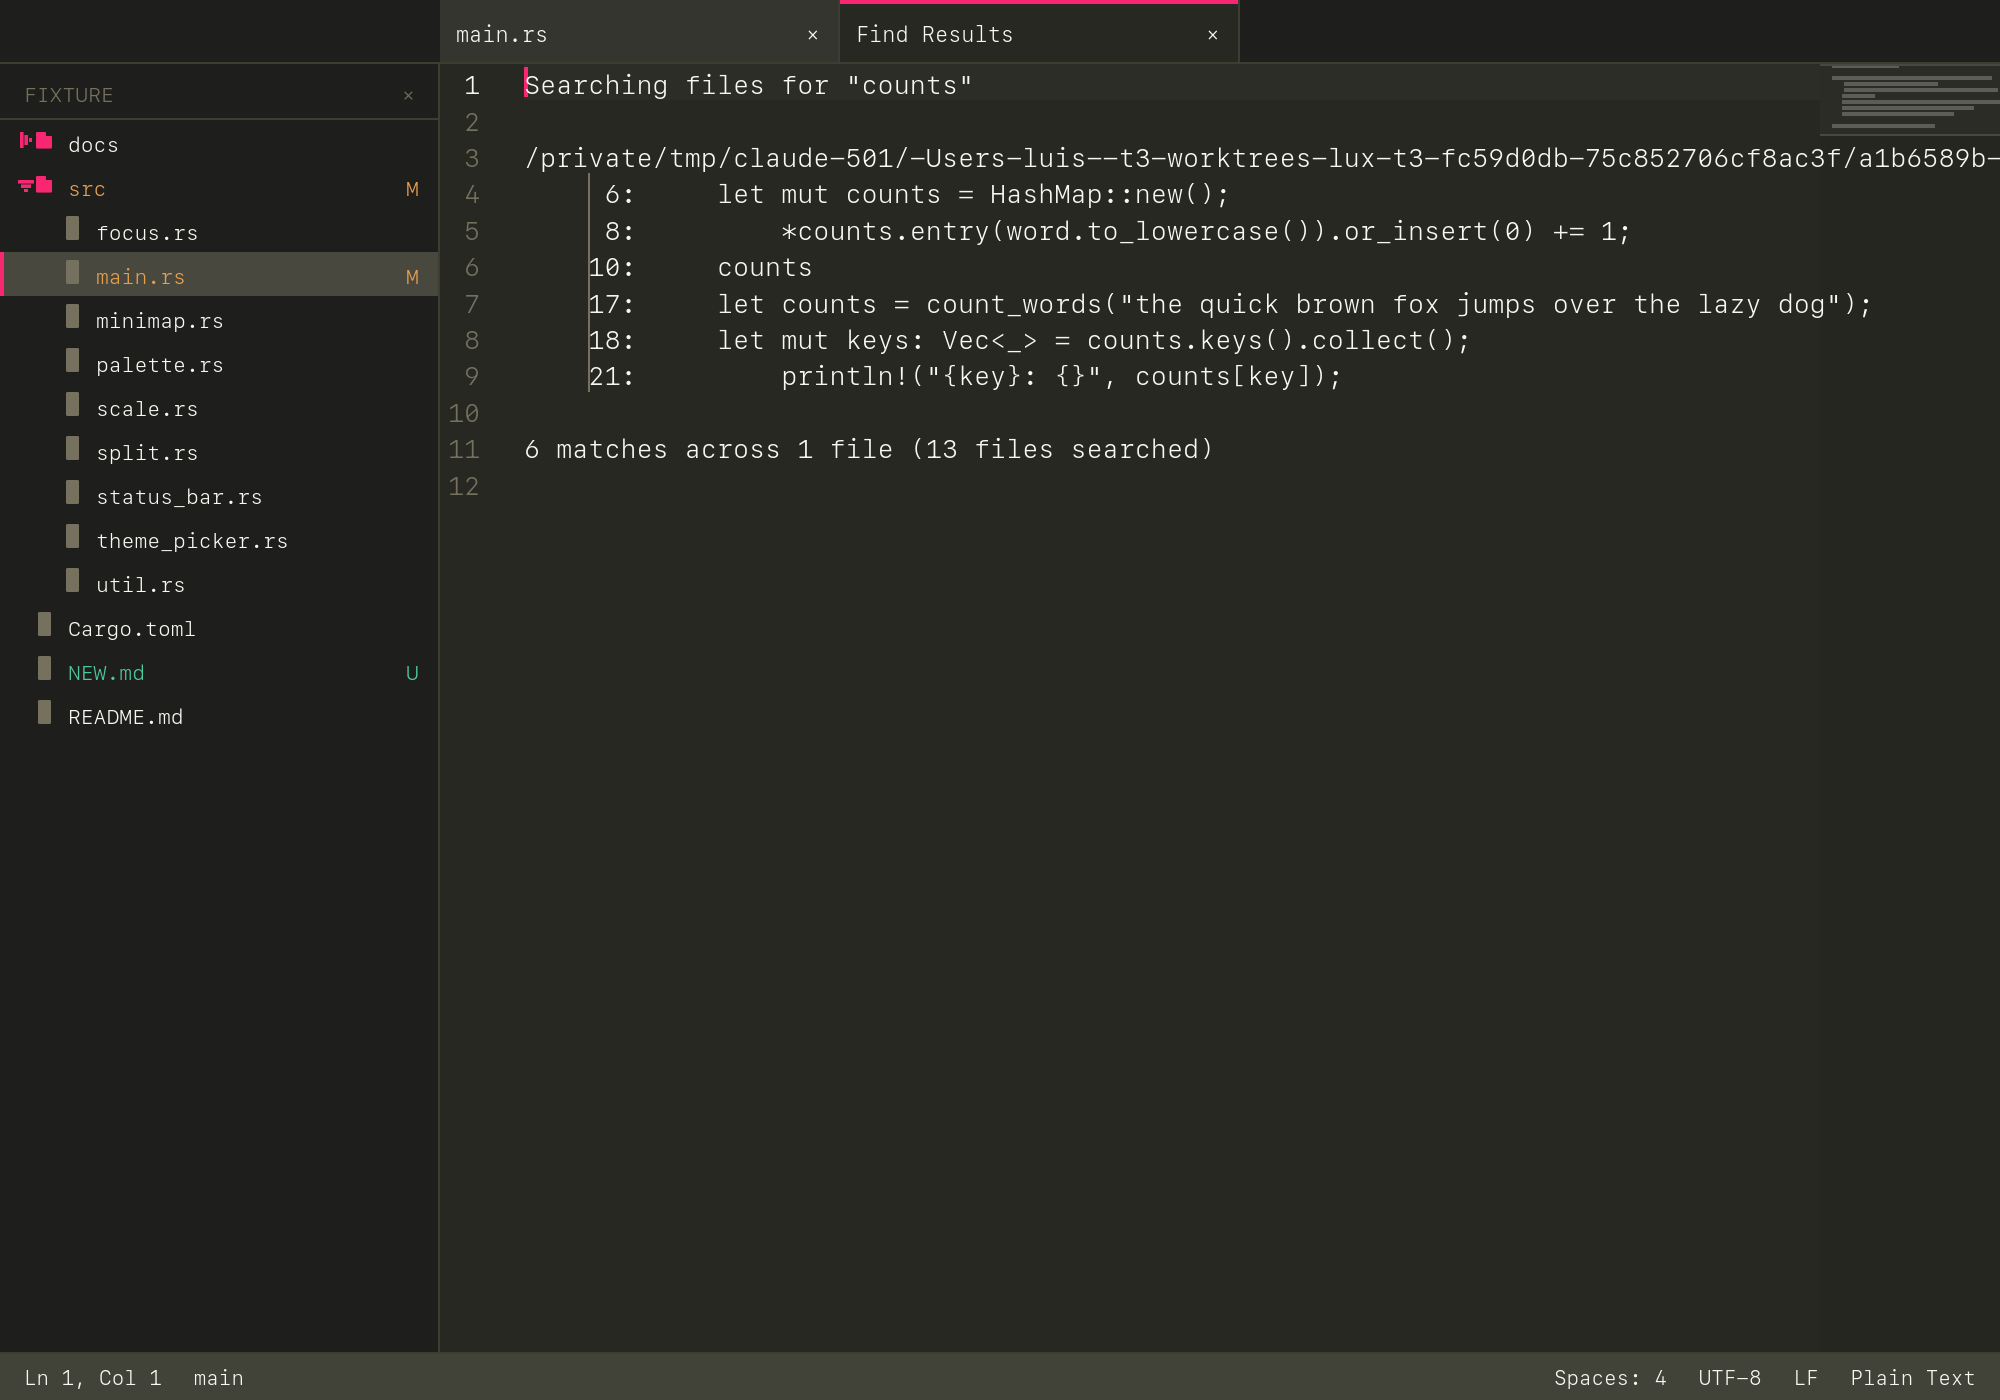 main.rs × Find Results ×
FIXTURE ×
docs
src M
focus.rs
main.rs M
minimap.rs
palette.rs
scale.rs
split.rs
status_bar.rs
theme_picker.rs
util.rs
Cargo.toml
NEW.md U
README.md
1 Searching files for "counts"
2
3 /private/tmp/claude-501/-Users-luis--t3-worktrees-lux-t3-fc59d0db-75c852706cf8ac3f/a1b6589b-
4 6: let mut counts = HashMap::new();
5 8: *counts.entry(word.to_lowercase()).or_insert(0) += 1;
6 10: counts
7 17: let counts = count_words("the quick brown fox jumps over the lazy dog");
8 18: let mut keys: Vec<_> = counts.keys().collect();
9 21: println!("{key}: {}", counts[key]);
10
11 6 matches across 1 file (13 files searched)
12
Ln 1, Col 1 main Spaces: 4 UTF-8 LF Plain Text